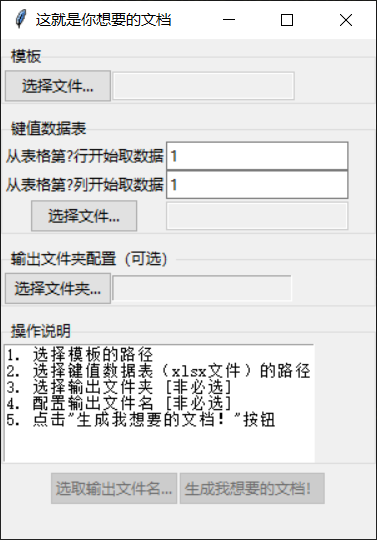 这就是你想要的文档
模板
选择文件...
键值数据表
从表格第?行开始取数据 1
从表格第?列开始取数据 1
选择文件...
输出文件夹配置（可选）
选择文件夹...
操作说明
1. 选择模板的路径
2. 选择键值数据表（xlsx文件）的路径
3. 选择输出文件夹 [非必选]
4. 配置输出文件名 [非必选]
5. 点击"生成我想要的文档！"按钮
选取输出文件名... 生成我想要的文档！